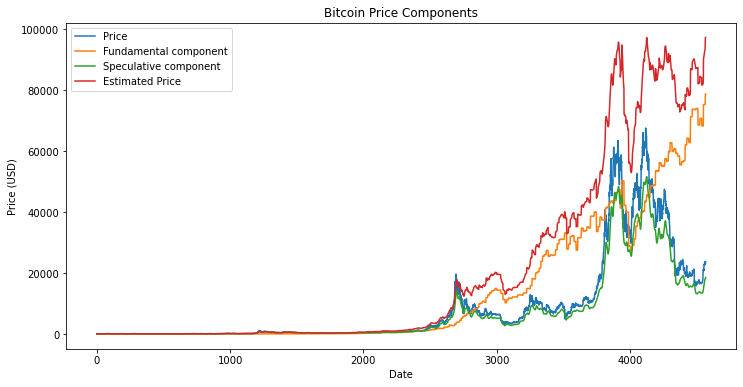 Bitcoin Price Components
Price
Fundamental component
Speculative component
Estimated Price
100000
80000
60000
40000
20000
0
Price (USD)
0 1000 2000 3000 4000
Date